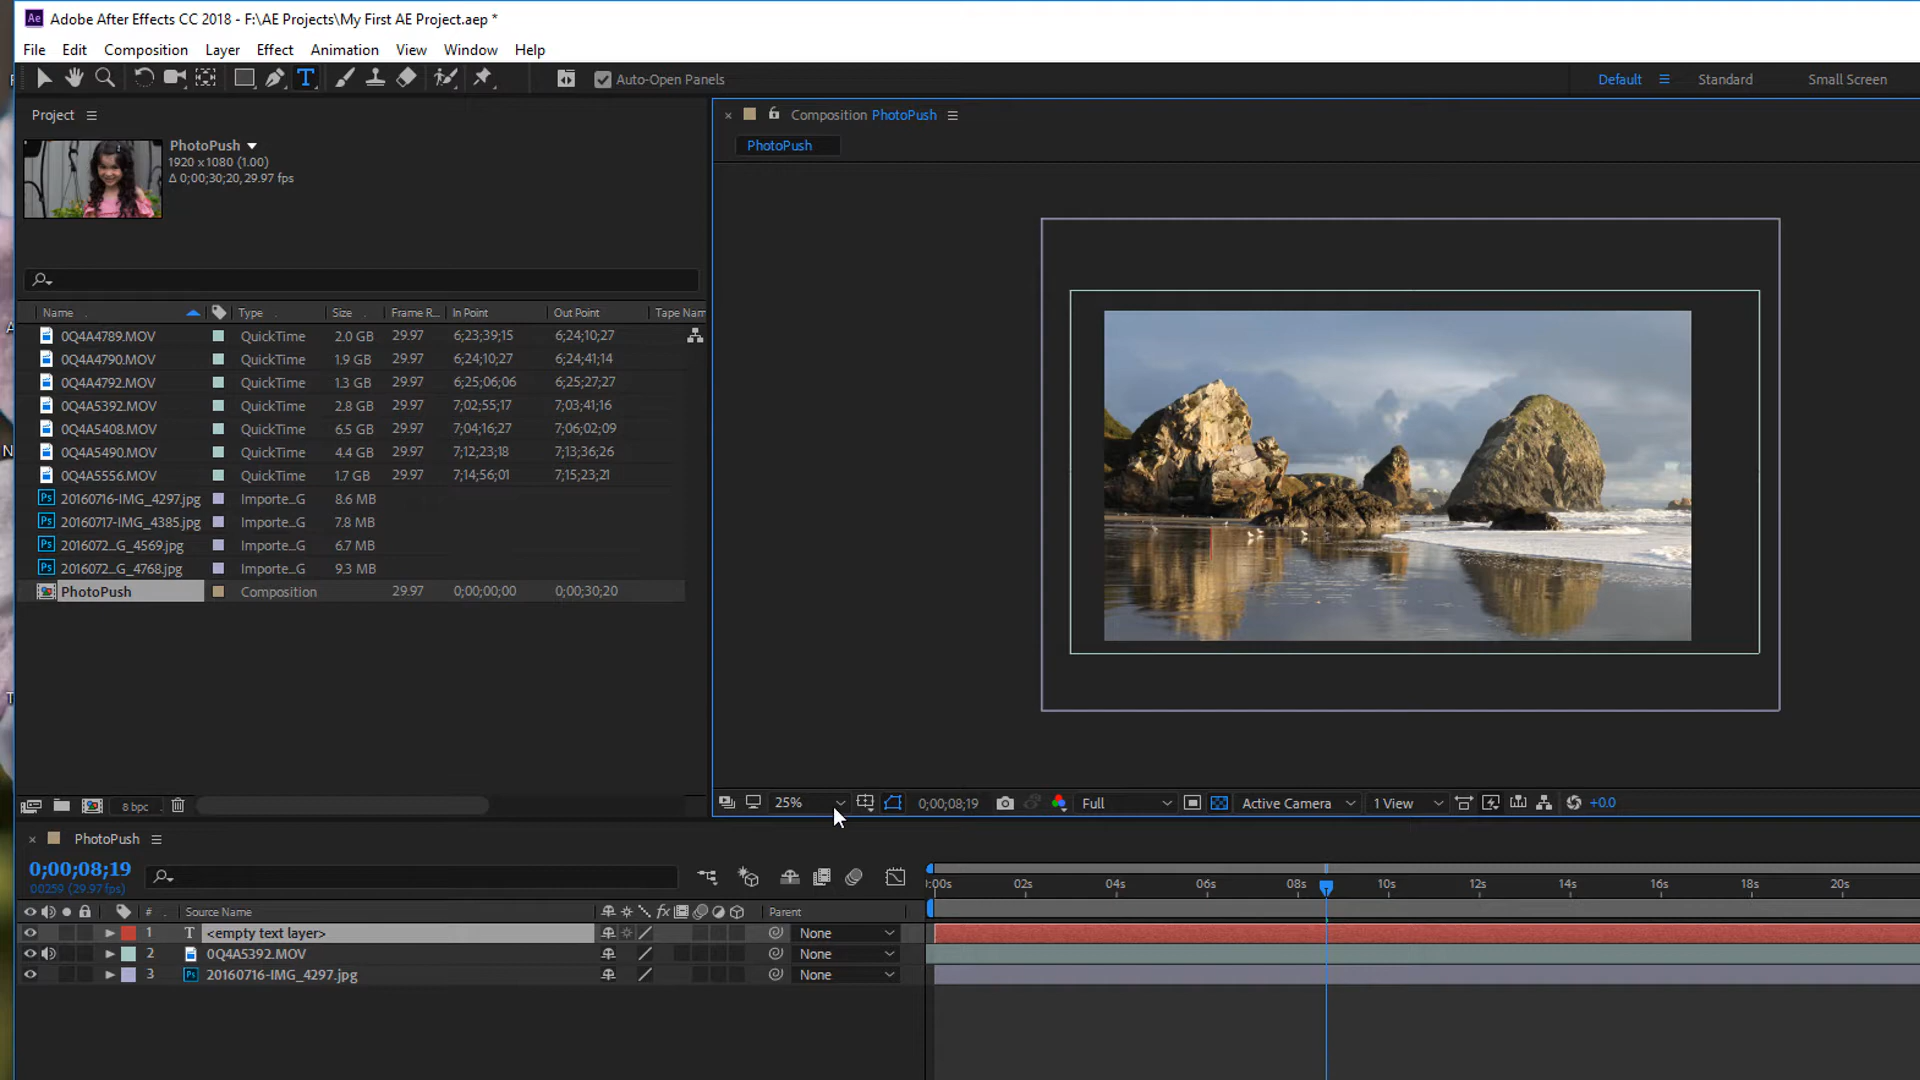 Adobe After Effects CC 2018 - F:\AE Projects\My First AE Project.aep *
File Edit Composition Layer Effect Animation View Window Help
T Auto-Open Panels Default Standard Small Screen
Project
Composition PhotoPush
PhotoPush
PhotoPush
1920 x1080 (1.00)
Δ 0;00;30;20, 29.97 fps
Name Type Size Frame R... In Point Out Point Tape Nam
0Q4A4789.MOV QuickTime 2.0 GB 29.97 6;23;39;15 6;24;10;27
0Q4A4790.MOV QuickTime 1.9 GB 29.97 6;24;10;27 6;24;41;14
0Q4A4792.MOV QuickTime 1.3 GB 29.97 6;25;06;06 6;25;27;27
0Q4A5392.MOV QuickTime 2.8 GB 29.97 7;02;55;17 7;03;41;16
0Q4A5408.MOV QuickTime 6.5 GB 29.97 7;04;16;27 7;06;02;09
0Q4A5490.MOV QuickTime 4.4 GB 29.97 7;12;23;18 7;13;36;26
0Q4A5556.MOV QuickTime 1.7 GB 29.97 7;14;56;01 7;15;23;21
20160716-IMG_4297.jpg Importe...G 8.6 MB
20160717-IMG_4385.jpg Importe...G 7.8 MB
2016072...G_4569.jpg Importe...G 6.7 MB
2016072...G_4768.jpg Importe...G 9.3 MB
PhotoPush Composition 29.97 0;00;00;00 0;00;30;20
8 bpc
25% 0;00;08;19 Full Active Camera 1 View +0.0
PhotoPush
0;00;08;19
00259 (29.97 fps)
:00s 02s 04s 06s 08s 10s 12s 14s 16s 18s 20s
# Source Name fx Parent
1 T <empty text layer> None
2 0Q4A5392.MOV None
3 20160716-IMG_4297.jpg None